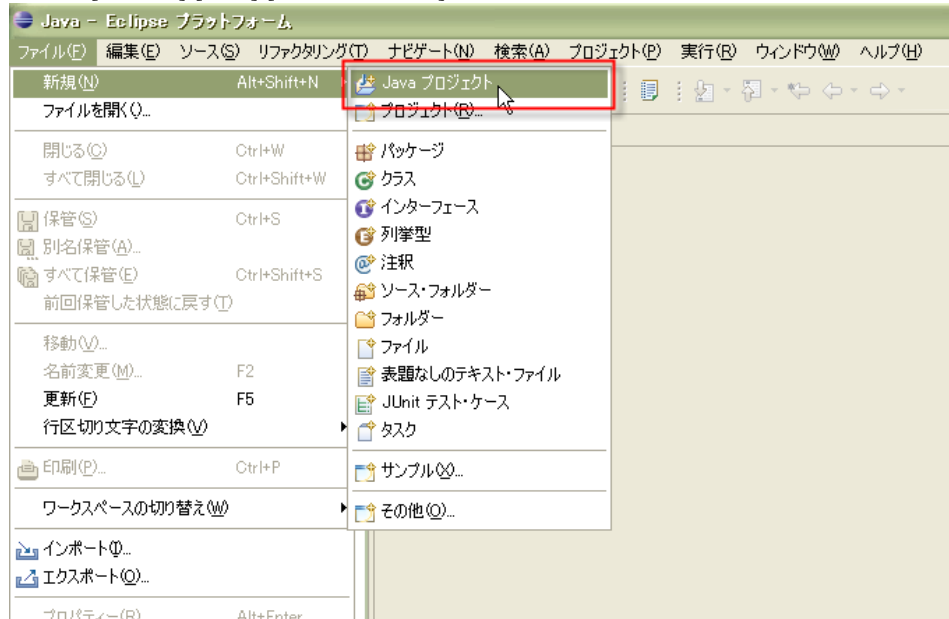 Java - Eclipse プラットフォーム
ファイル(F) 編集(E) ソース(S) リファクタリング(T) ナビゲート(N) 検索(A) プロジェクト(P) 実行(R) ウィンドウ(W) ヘルプ(H)
新規(N) Alt+Shift+N
ファイルを開く()...
閉じる(C) Ctrl+W
すべて閉じる(L) Ctrl+Shift+W
保管(S) Ctrl+S
別名保管(A)...
すべて保管(E) Ctrl+Shift+S
前回保管した状態に戻す(T)
移動(V)...
名前変更(M)... F2
更新(F) F5
行区切り文字の変換(V)
印刷(P)... Ctrl+P
ワークスペースの切り替え(W)
インポート(I)...
エクスポート(O)...
プロパティー(R) Alt+Enter
Java プロジェクト
プロジェクト(R)...
パッケージ
クラス
インターフェース
列挙型
注釈
ソース・フォルダー
フォルダー
ファイル
表題なしのテキスト・ファイル
JUnit テスト・ケース
タスク
サンプル(X)...
その他(O)...